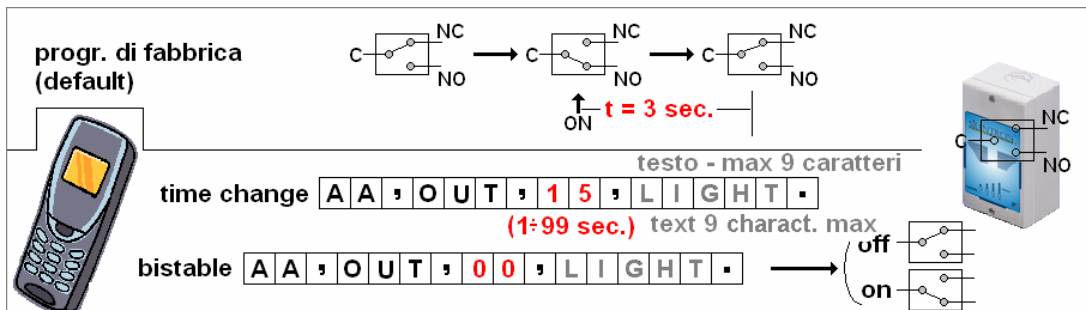 progr. di fabbrica
(default)
C NC NO
C NC NO
C NC NO
ON t = 3 sec.
C NC NO
testo - max 9 caratteri
time change AA,OUT,15,LIGHT.
(1÷99 sec.) text 9 charact. max
bistable AA,OUT,00,LIGHT.
off
on